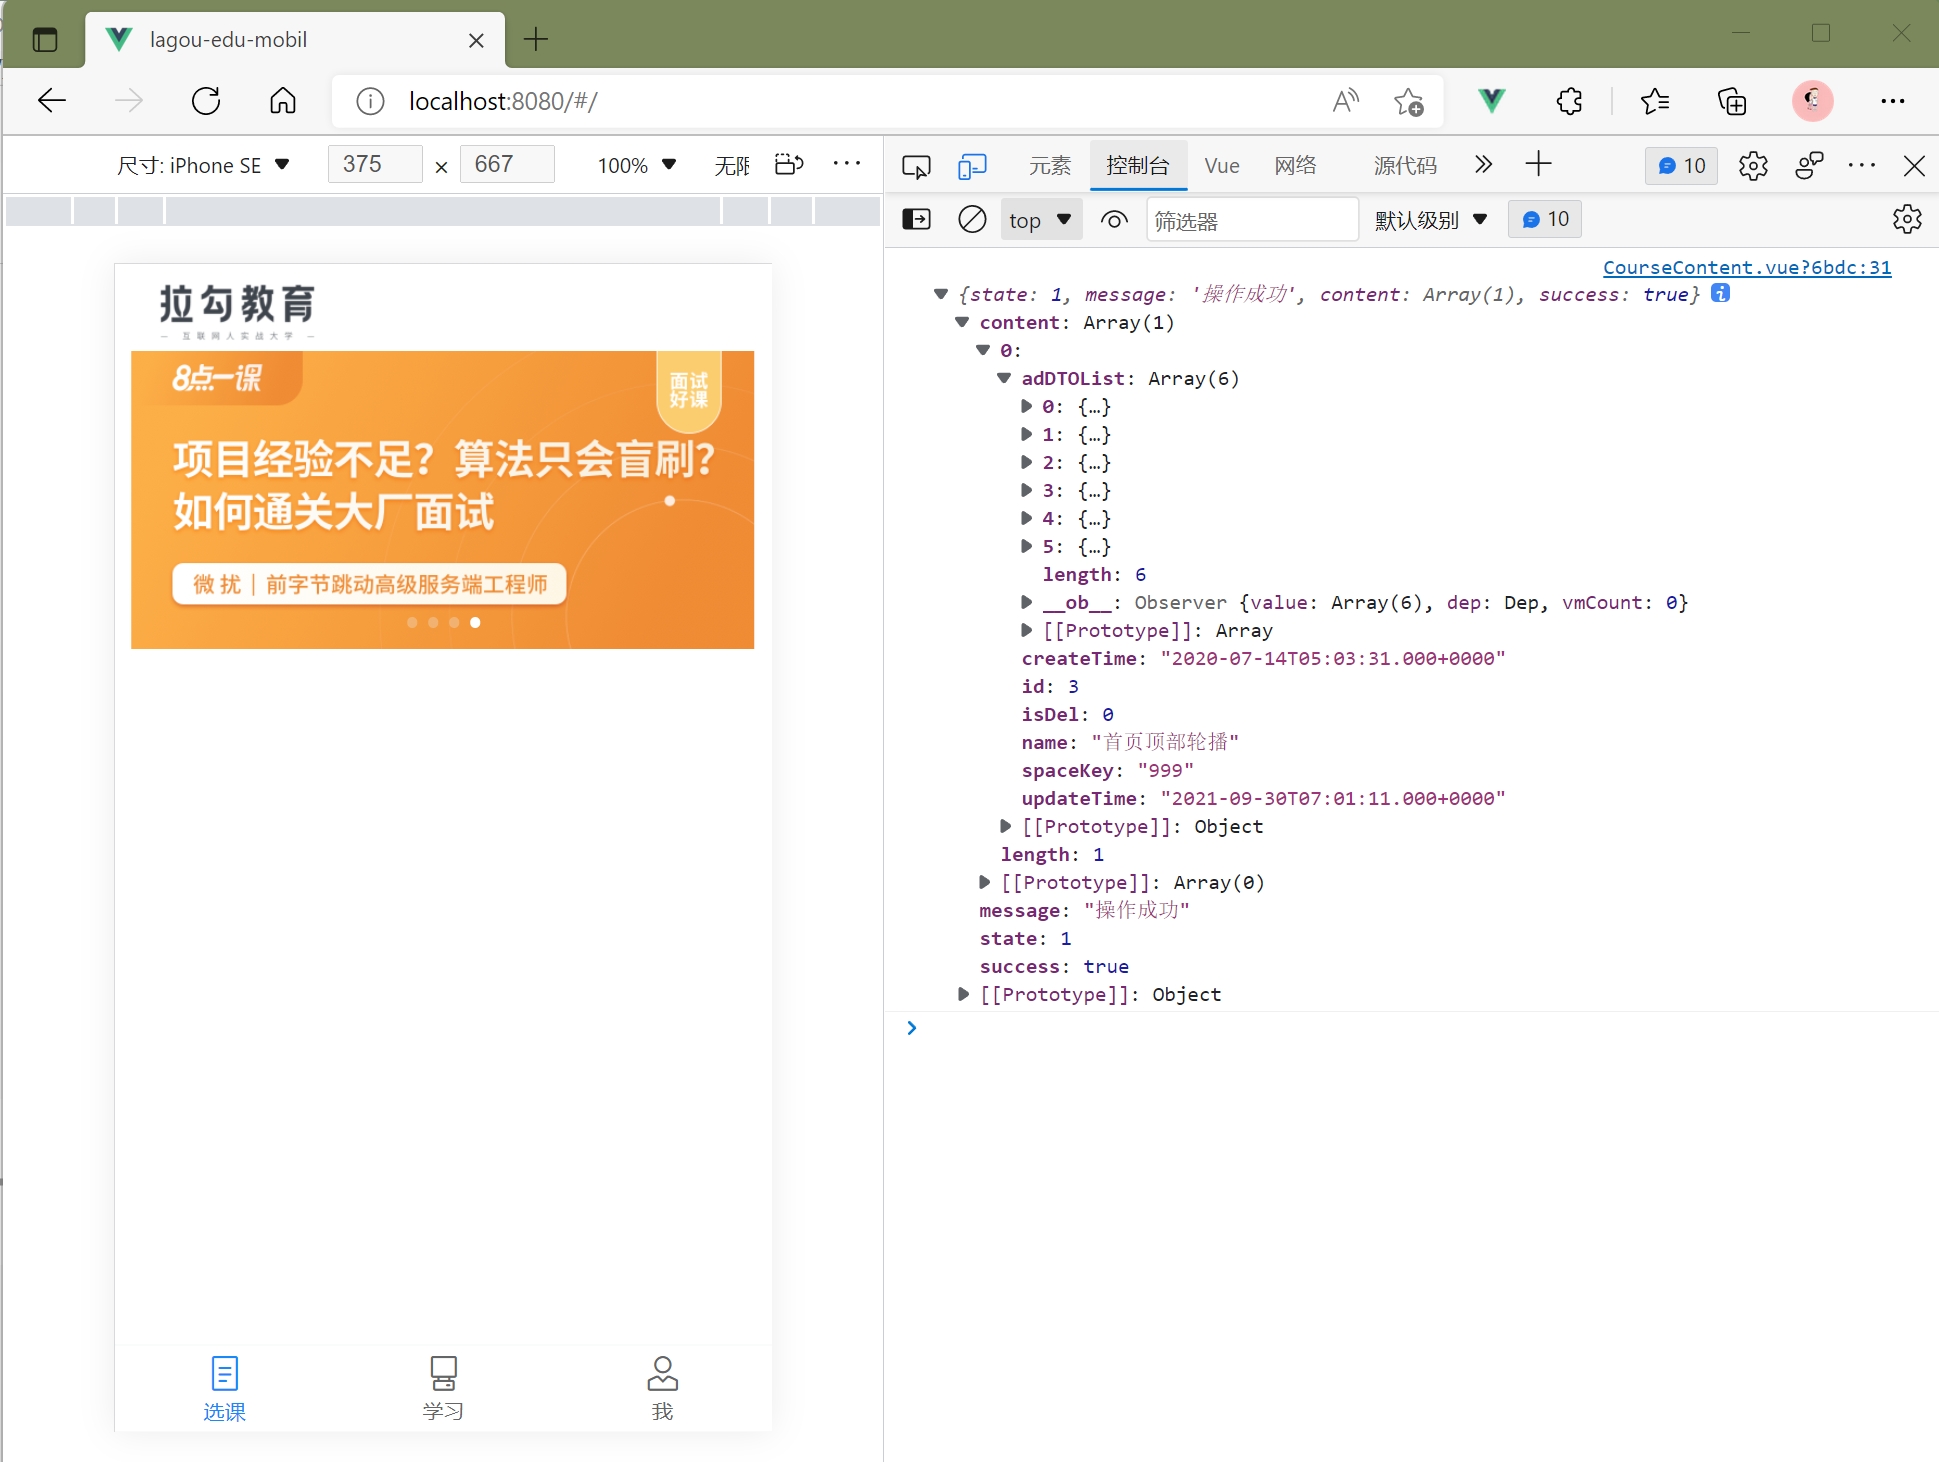 lagou-edu-mobil
localhost:8080/#/
尺寸: iPhone SE 375 × 667 100% 无限
元素 控制台 Vue 网络 源代码 10
top 筛选器 默认级别 10
拉勾教育
— 互联网人实战大学 —
8点一课
面试
好课
项目经验不足？算法只会盲刷？
如何通关大厂面试
微扰｜前字节跳动高级服务端工程师
选课 学习 我
CourseContent.vue?6bdc:31
{state: 1, message: '操作成功', content: Array(1), success: true}
content: Array(1)
0:
adDTOList: Array(6)
0: {…}
1: {…}
2: {…}
3: {…}
4: {…}
5: {…}
length: 6
__ob__: Observer {value: Array(6), dep: Dep, vmCount: 0}
[[Prototype]]: Array
createTime: "2020-07-14T05:03:31.000+0000"
id: 3
isDel: 0
name: "首页顶部轮播"
spaceKey: "999"
updateTime: "2021-09-30T07:01:11.000+0000"
[[Prototype]]: Object
length: 1
[[Prototype]]: Array(0)
message: "操作成功"
state: 1
success: true
[[Prototype]]: Object